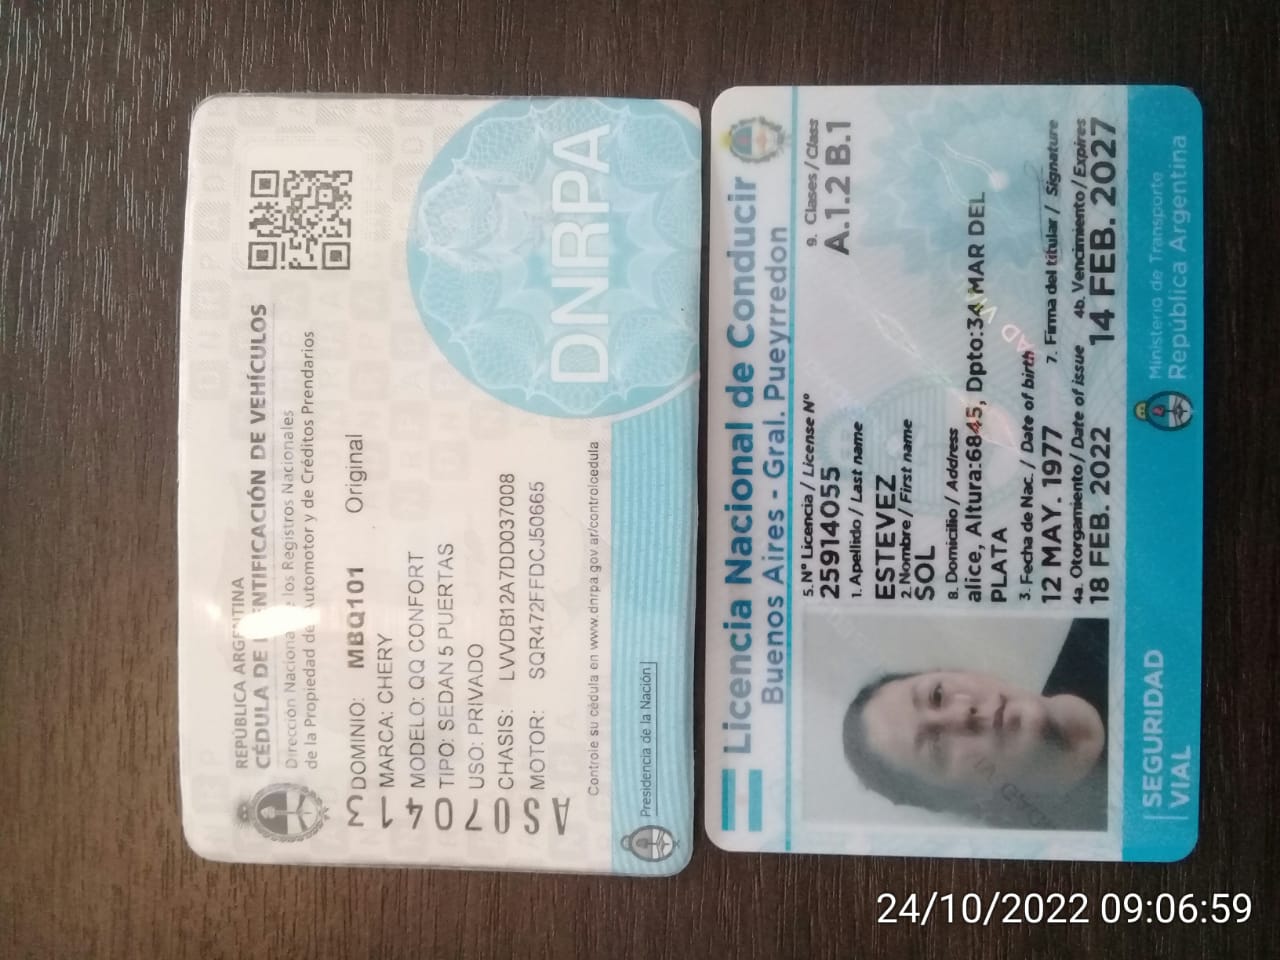 REPÚBLICA ARGENTINA
CÉDULA DE IDENTIFICACIÓN DE VEHÍCULOS
Dirección Nacional de los Registros Nacionales
de la Propiedad del Automotor y de Créditos Prendarios
DOMINIO: MBQ101 Original
MARCA: CHERY
MODELO: QQ CONFORT
TIPO: SEDAN 5 PUERTAS
USO: PRIVADO
CHASIS: LVVDB12A7DD037008
MOTOR: SQR472FFDCJ50665
AS070413
Controle su cédula en www.dnrpa.gov.ar/controlcedula
Presidencia de la Nación
DNRPA
Licencia Nacional de Conducir
Buenos Aires - Gral. Pueyrredon
5. Nº Licencia / License Nº
25914055
9. Clases / Class
A.1.2 B.1
1. Apellido / Last name
ESTEVEZ
2. Nombre / First name
SOL
8. Domicilio / Address
alice, Altura:6845, Dpto:34 MAR DEL
PLATA
3. Fecha de Nac. / Date of birth
12 MAY. 1977
7. Firma del titular / Signature
4a. Otorgamiento / Date of issue
18 FEB. 2022
4b. Vencimiento / Expires
14 FEB. 2027
SEGURIDAD
VIAL
Ministerio de Transporte
República Argentina
24/10/2022 09:06:59